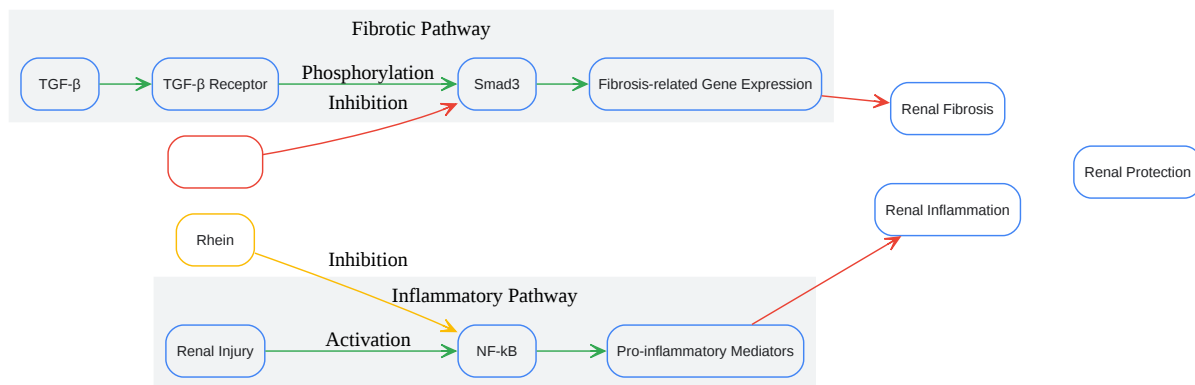 Fibrotic Pathway
TGF-β
TGF-β Receptor
Phosphorylation
Smad3
Fibrosis-related Gene Expression
Inhibition
Renal Fibrosis
Renal Protection
Rhein
Renal Inflammation
Inhibition
Inflammatory Pathway
Renal Injury
Activation
NF-kB
Pro-inflammatory Mediators